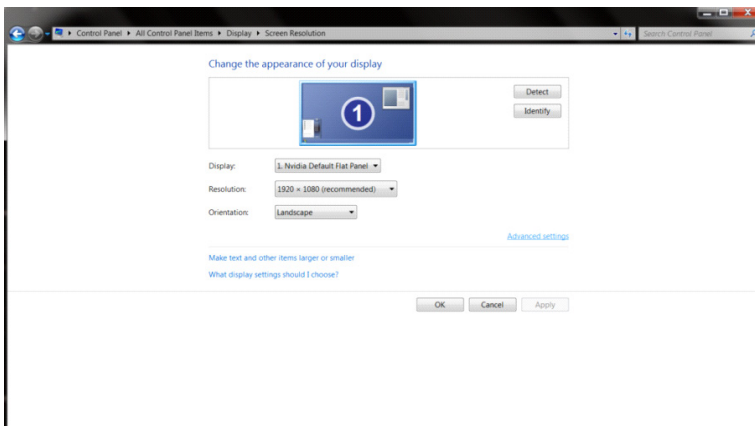 Control Panel ▸ All Control Panel Items ▸ Display ▸ Screen Resolution
Search Control Panel
Change the appearance of your display
1
Detect
Identify
Display: 1. Nvidia Default Flat Panel
Resolution: 1920 × 1080 (recommended)
Orientation: Landscape
Advanced settings
Make text and other items larger or smaller
What display settings should I choose?
OK Cancel Apply